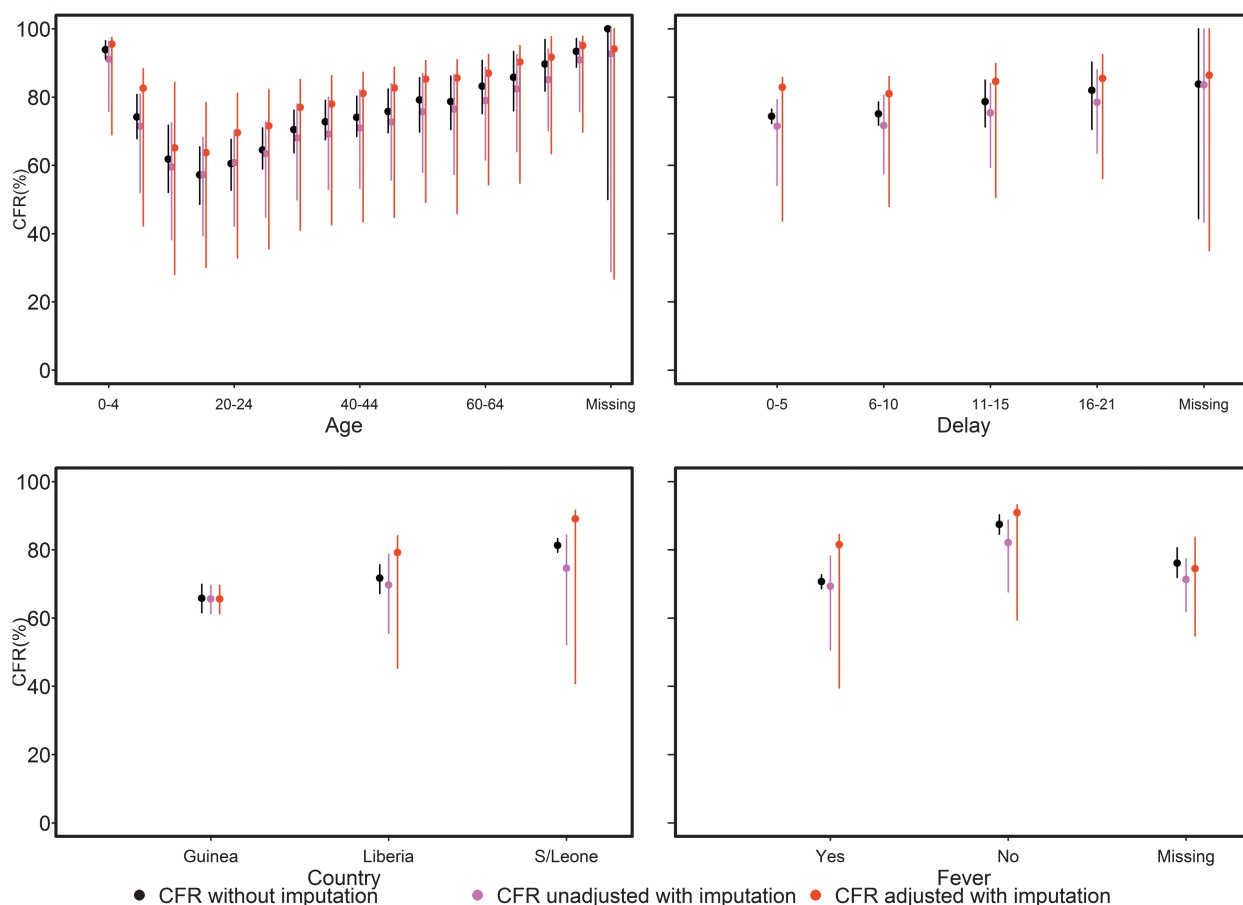 100
80
60
40
20
0
CFR(%)
0-4 20-24 40-44 60-64 Missing
Age
0-5 6-10 11-15 16-21 Missing
Delay
100
80
60
40
20
0
CFR(%)
Guinea Liberia S/Leone
Country
Yes No Missing
Fever
CFR without imputation CFR unadjusted with imputation CFR adjusted with imputation